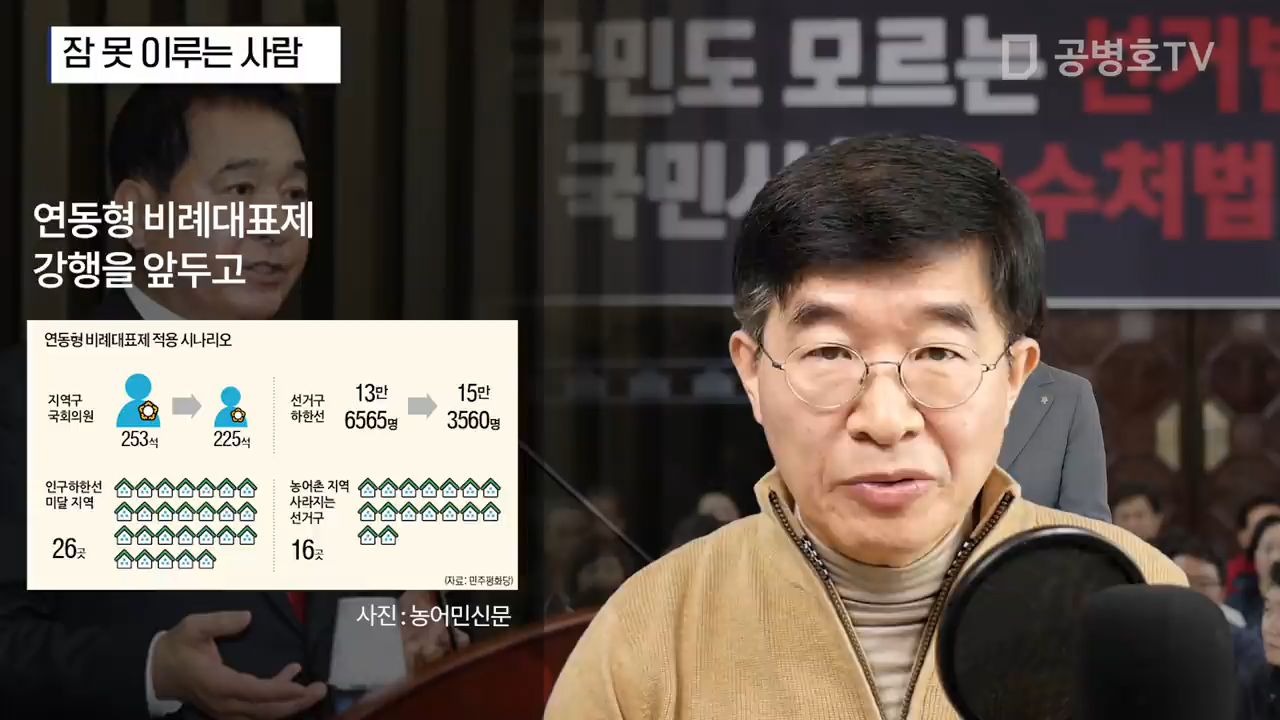 잠 못 이루는 사람
공병호TV
국민도 모르는 선거법
연동형 비례대표제
강행을 앞두고
연동형 비례대표제 적용 시나리오
지역구
국회의원
253석
225석
선거구
하한선
13만
6565명
15만
3560명
인구하한선
미달 지역
26곳
농어촌 지역
사라지는
선거구
16곳
(자료 : 민주평화당)
사진 : 농어민신문